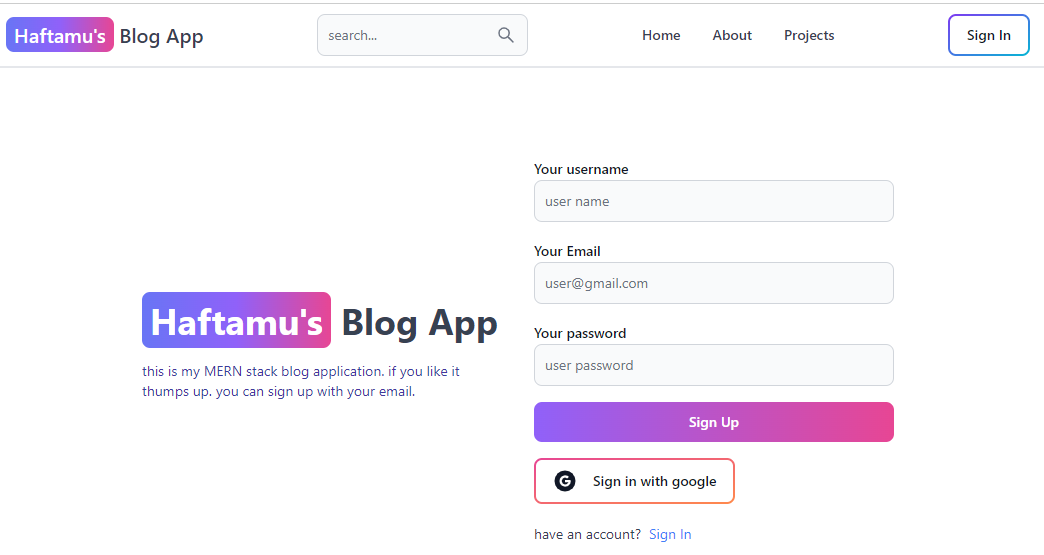 Haftamu's Blog App
search...
Home About Projects
Sign In
Haftamu's Blog App
this is my MERN stack blog application. if you like it
thumps up. you can sign up with your email.
Your username
user name
Your Email
user@gmail.com
Your password
user password
Sign Up
G Sign in with google
have an account? Sign In